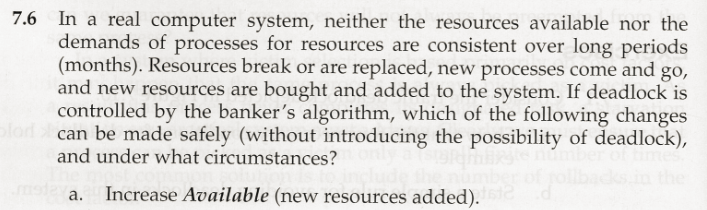 7.6 In a real computer system, neither the resources available nor the
demands of processes for resources are consistent over long periods
(months). Resources break or are replaced, new processes come and go,
and new resources are bought and added to the system. If deadlock is
controlled by the banker's algorithm, which of the following changes
can be made safely (without introducing the possibility of deadlock),
and under what circumstances?
a. Increase Available (new resources added).